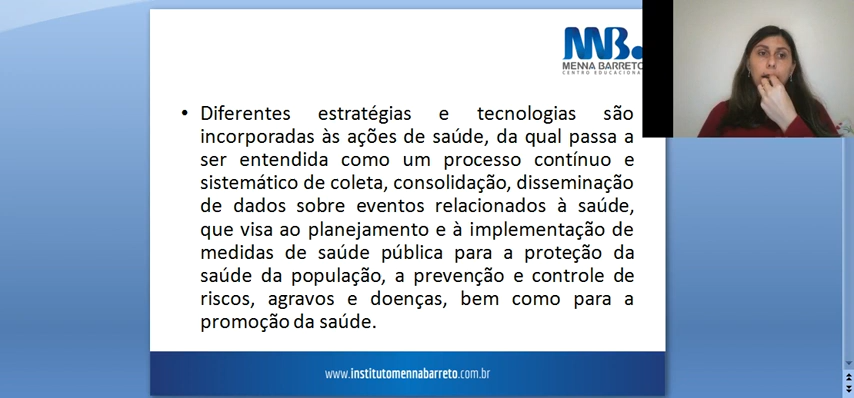 MB.
MENNA BARRETO
CENTRO EDUCACIONAL
• Diferentes estratégias e tecnologias são
incorporadas às ações de saúde, da qual passa a
ser entendida como um processo contínuo e
sistemático de coleta, consolidação, disseminação
de dados sobre eventos relacionados à saúde,
que visa ao planejamento e à implementação de
medidas de saúde pública para a proteção da
saúde da população, a prevenção e controle de
riscos, agravos e doenças, bem como para a
promoção da saúde.
www.institutomennabarreto.com.br